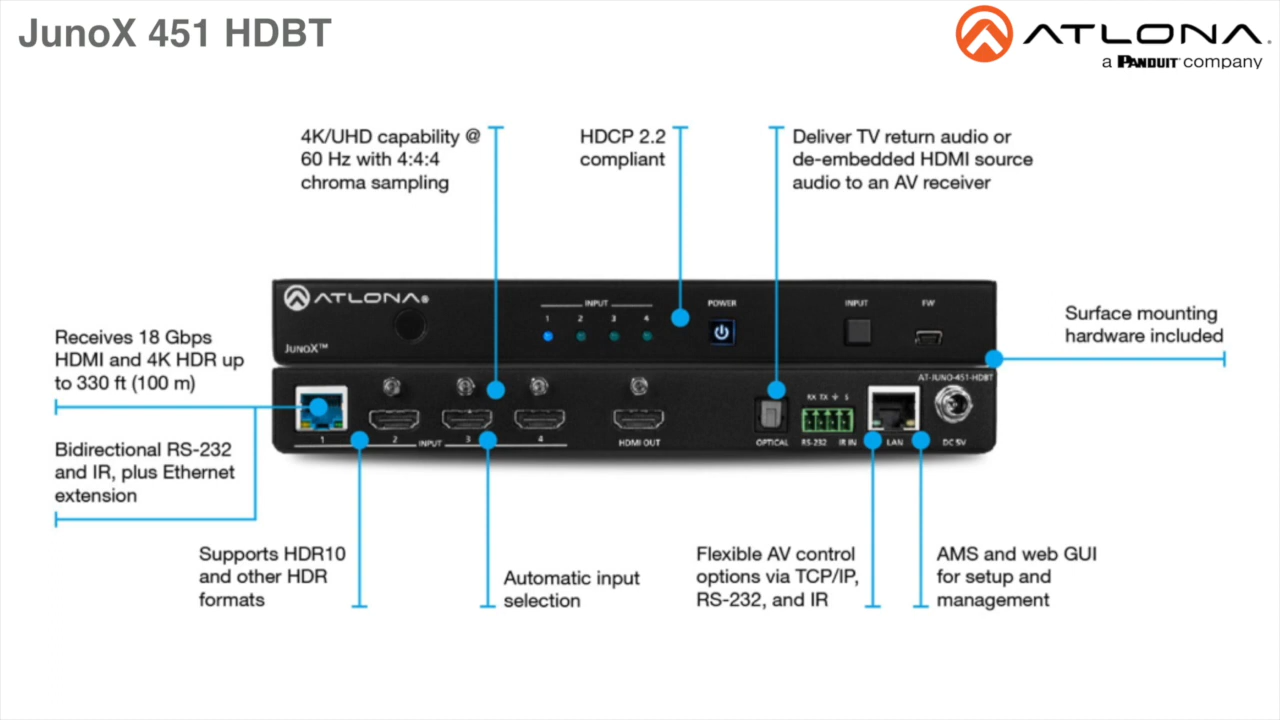 JunoX 451 HDBT
ATLONA.
a PANDUIT company
4K/UHD capability @
60 Hz with 4:4:4
chroma sampling
HDCP 2.2
compliant
Deliver TV return audio or
de-embedded HDMI source
audio to an AV receiver
Receives 18 Gbps
HDMI and 4K HDR up
to 330 ft (100 m)
Bidirectional RS-232
and IR, plus Ethernet
extension
Surface mounting
hardware included
ATLONA®
INPUT
1 2 3 4
POWER
INPUT
FW
JunoX™
AT-JUNO-451-HDBT
RX TX ⏚ S
1 2 INPUT 3 4
HDMI OUT
OPTICAL
RS-232
IR IN
LAN
DC 5V
Supports HDR10
and other HDR
formats
Automatic input
selection
Flexible AV control
options via TCP/IP,
RS-232, and IR
AMS and web GUI
for setup and
management